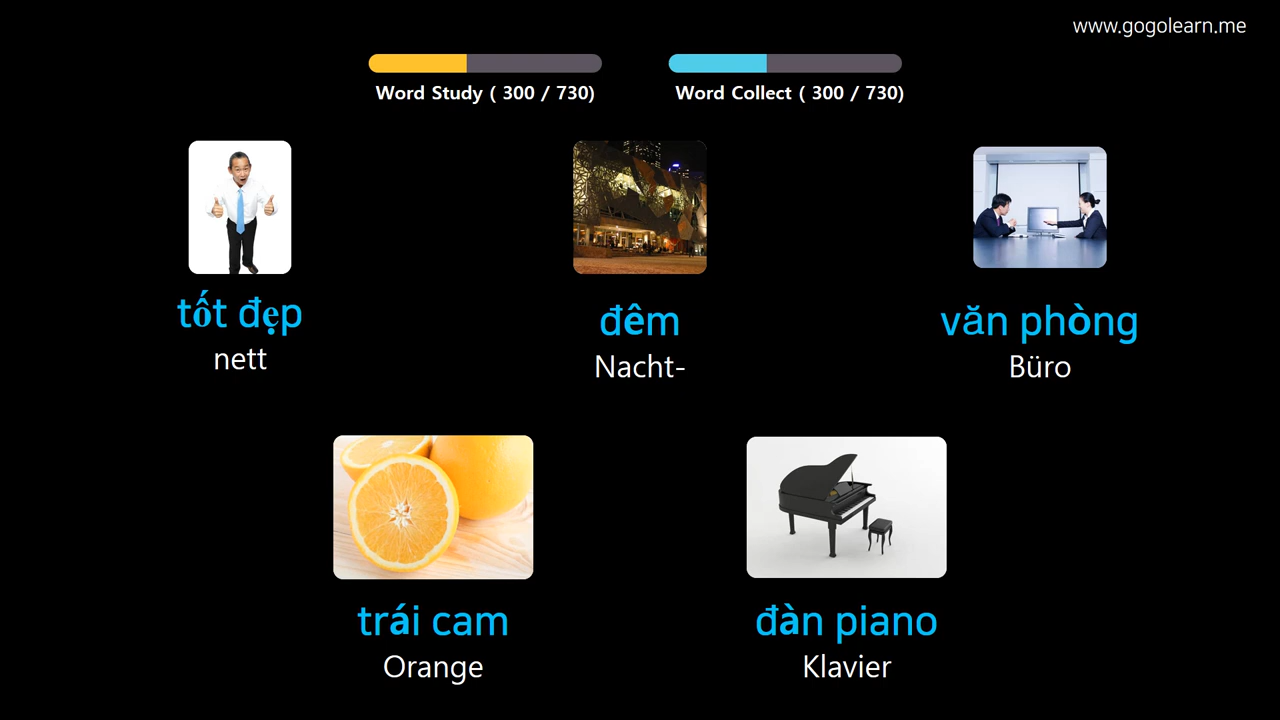 www.gogolearn.me
Word Study ( 300 / 730)
Word Collect ( 300 / 730)
tốt đẹp
nett
đêm
Nacht-
văn phòng
Büro
trái cam
Orange
đàn piano
Klavier